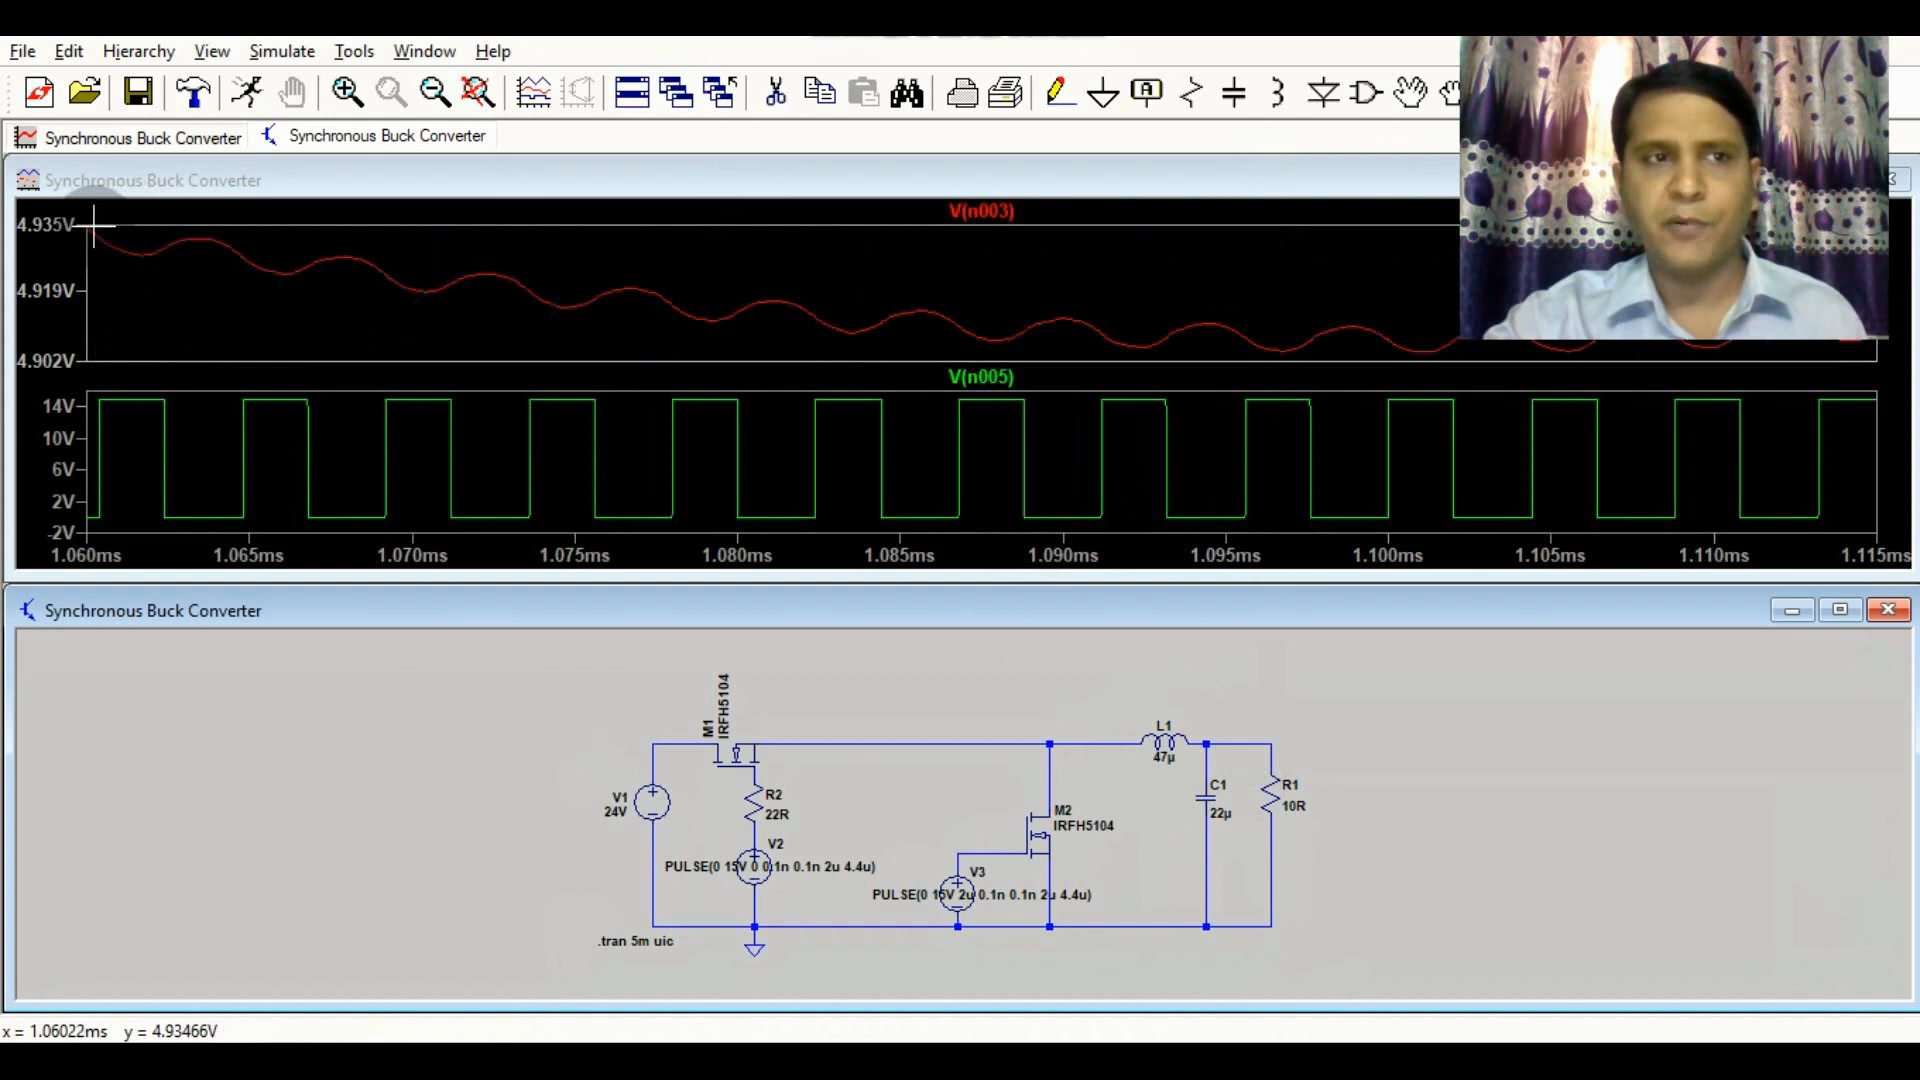 File Edit Hierarchy View Simulate Tools Window Help
A
Synchronous Buck Converter Synchronous Buck Converter
Synchronous Buck Converter
V(n003)
4.935V
4.919V
4.902V
V(n005)
14V
10V
6V
2V
-2V
1.060ms 1.065ms 1.070ms 1.075ms 1.080ms 1.085ms 1.090ms 1.095ms 1.100ms 1.105ms 1.110ms 1.115ms
Synchronous Buck Converter
M1
IRFH5104
L1
47µ
V1
24V
R2
22R
C1
22µ
R1
10R
M2
IRFH5104
V2
PULSE(0 15V 0 0.1n 0.1n 2u 4.4u)
V3
PULSE(0 15V 2u 0.1n 0.1n 2u 4.4u)
.tran 5m uic
x = 1.06022ms y = 4.93466V